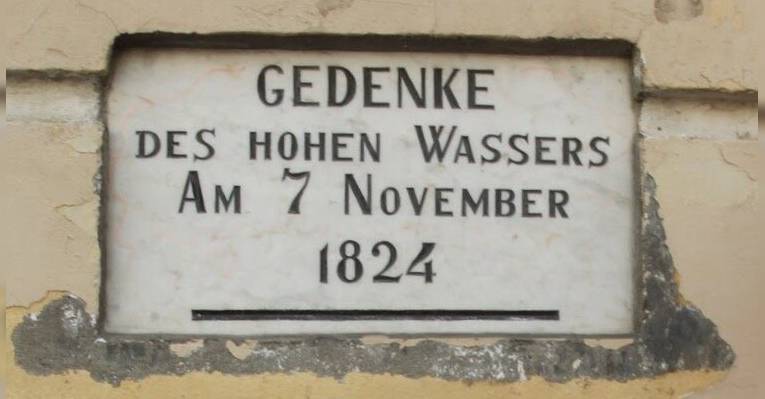 GEDENKE
DES HOHEN WASSERS
AM 7 NOVEMBER
1824